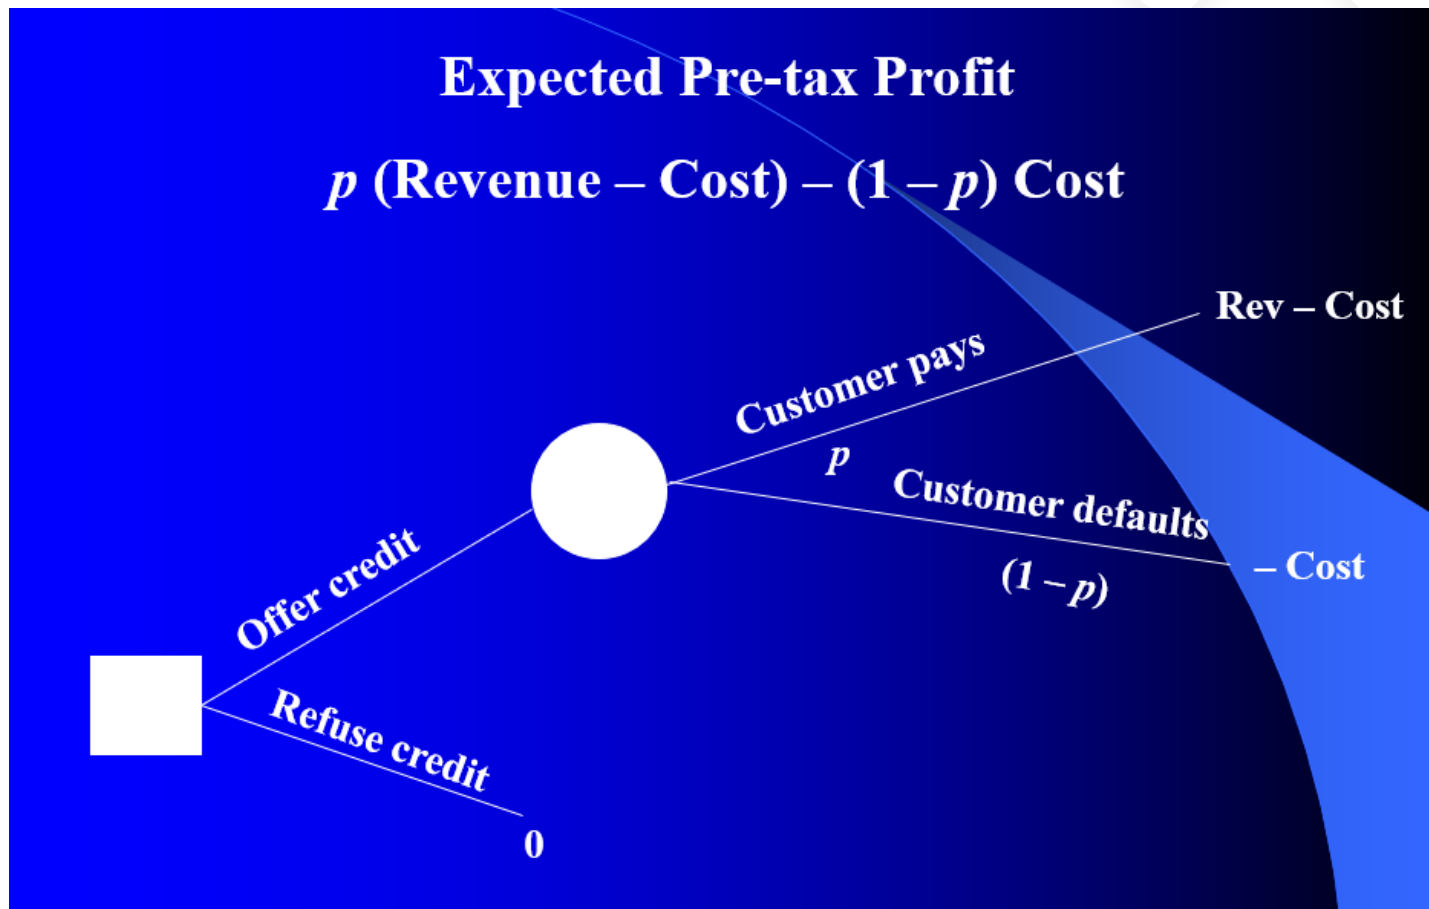 Expected Pre-tax Profit
p (Revenue – Cost) – (1 – p) Cost
Rev – Cost
Customer pays
p
Customer defaults
(1 – p)
– Cost
Offer credit
Refuse credit
0